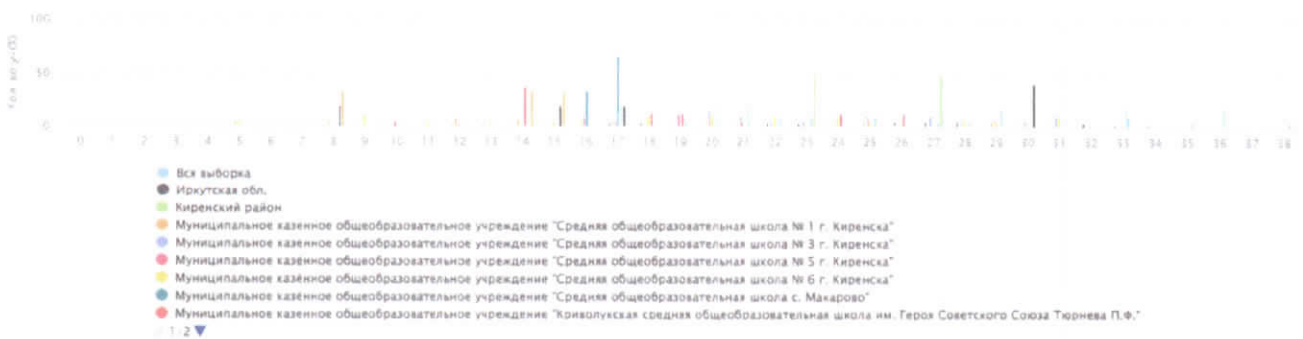 100
50
0
0 1 2 3 4 5 6 7 8 9 10 11 12 13 14 15 16 17 18 19 20 21 22 23 24 25 26 27 28 29 30 31 32 33 34 35 36 37 38
Вся выборка
Иркутская обл.
Киренский район
Муниципальное казенное общеобразовательное учреждение "Средняя общеобразовательная школа № 1 г. Киренска"
Муниципальное казенное общеобразовательное учреждение "Средняя общеобразовательная школа № 3 г. Киренска"
Муниципальное казенное общеобразовательное учреждение "Средняя общеобразовательная школа № 5 г. Киренска"
Муниципальное казённое общеобразовательное учреждение "Средняя общеобразовательная школа № 6 г. Киренска"
Муниципальное казённое общеобразовательное учреждение "Средняя общеобразовательная школа с. Макарово"
Муниципальное казенное общеобразовательное учреждение "Криволукская средняя общеобразовательная школа им. Героя Советского Союза Тюрнева П.Ф."
1/2